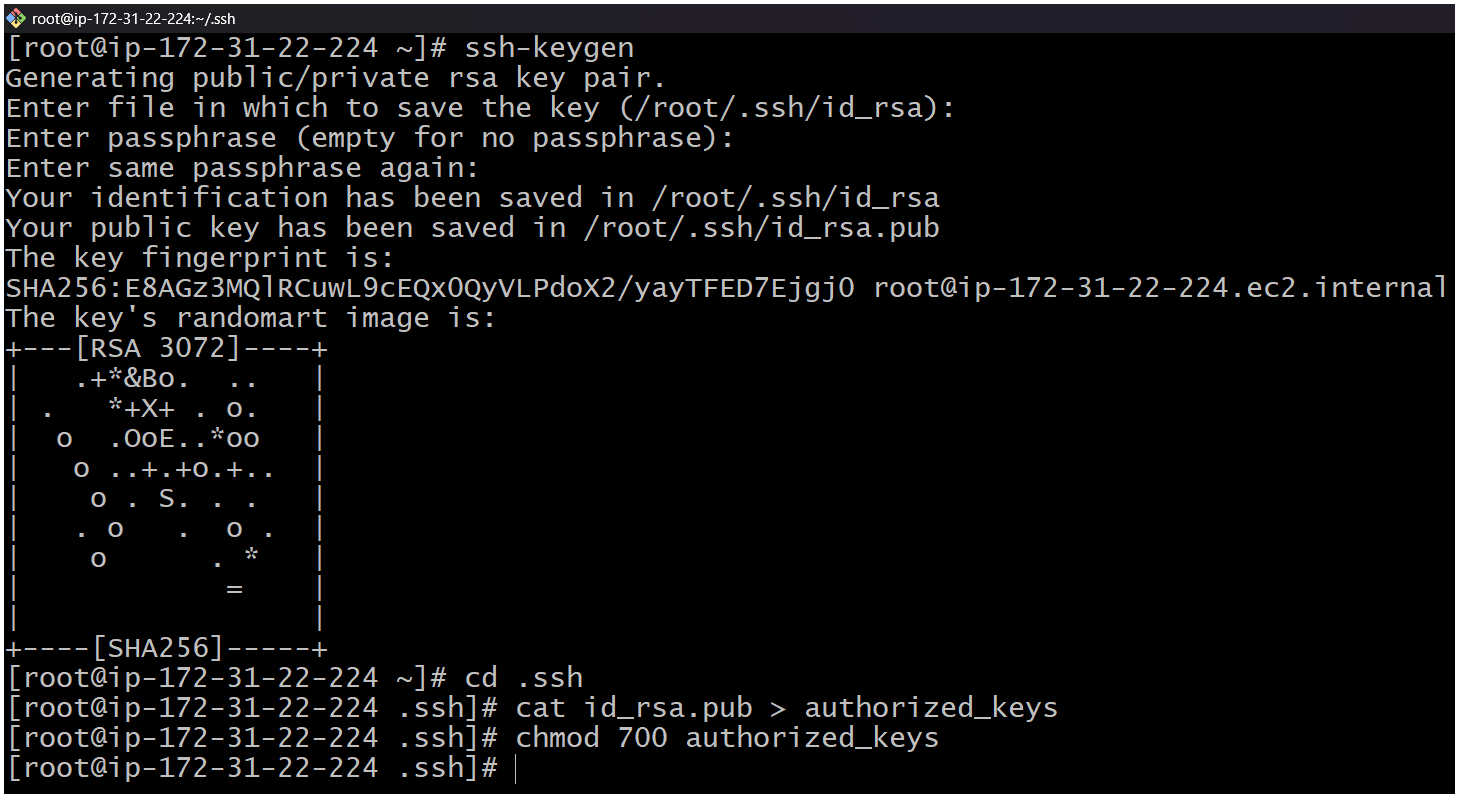 root@ip-172-31-22-224:~/.ssh
[root@ip-172-31-22-224 ~]# ssh-keygen
Generating public/private rsa key pair.
Enter file in which to save the key (/root/.ssh/id_rsa):
Enter passphrase (empty for no passphrase):
Enter same passphrase again:
Your identification has been saved in /root/.ssh/id_rsa
Your public key has been saved in /root/.ssh/id_rsa.pub
The key fingerprint is:
SHA256:E8AGz3MQlRCuwL9cEQx0QyVLPdoX2/yayTFED7Ejgj0 root@ip-172-31-22-224.ec2.internal
The key's randomart image is:
+---[RSA 3072]----+
|   .+*&Bo.  ..   |
| .   *+X+ . o.   |
|  o  .OoE..*oo   |
|   o ..+.+o.+..  |
|    o . S. . .   |
|   . o   .  o .  |
|    o      . *   |
|            =    |
|                 |
+----[SHA256]-----+
[root@ip-172-31-22-224 ~]# cd .ssh
[root@ip-172-31-22-224 .ssh]# cat id_rsa.pub > authorized_keys
[root@ip-172-31-22-224 .ssh]# chmod 700 authorized_keys
[root@ip-172-31-22-224 .ssh]#